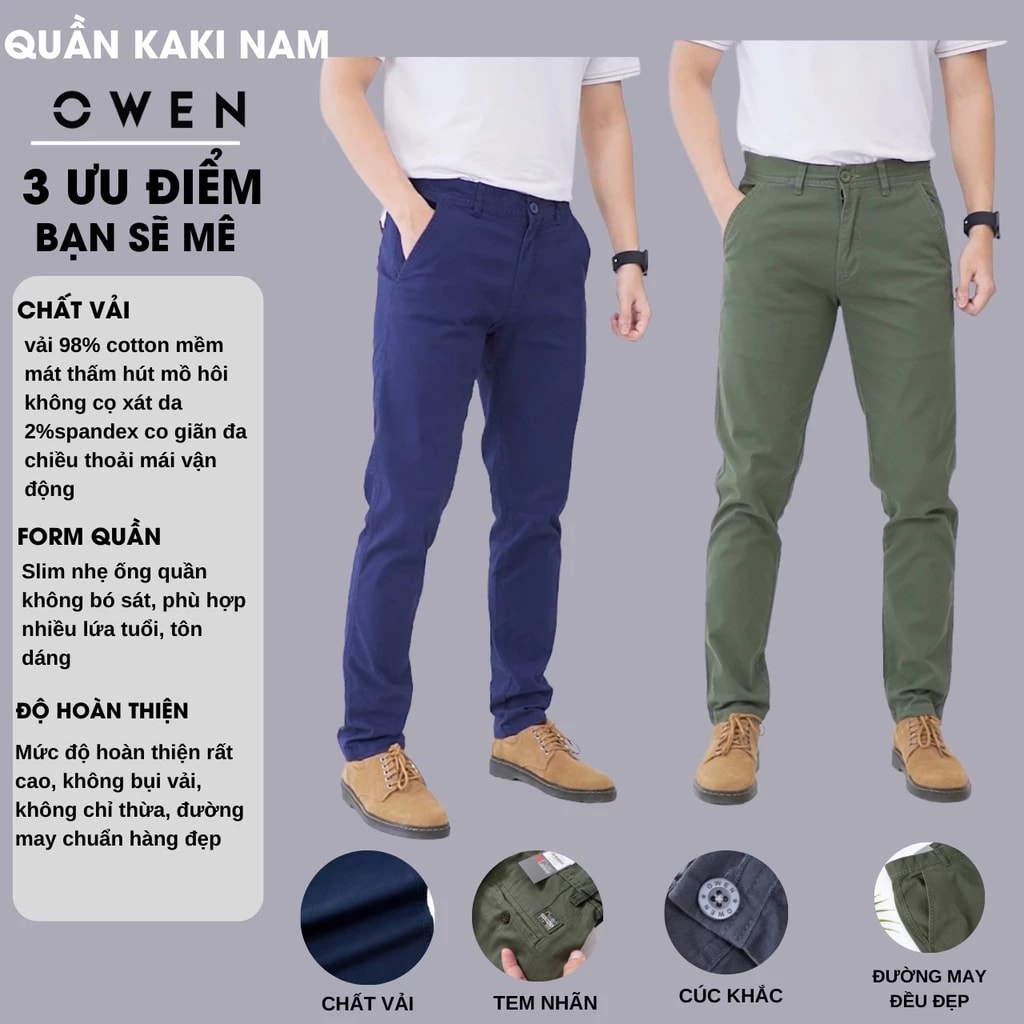 QUẦN KAKI NAM
OWEN
3 ƯU ĐIỂM
BẠN SẼ MÊ
CHẤT VẢI
vải 98% cotton mềm
mát thấm hút mồ hôi
không cọ xát da
2%spandex co giãn đa
chiều thoải mái vận
động
FORM QUẦN
Slim nhẹ ống quần
không bó sát, phù hợp
nhiều lứa tuổi, tôn
dáng
ĐỘ HOÀN THIỆN
Mức độ hoàn thiện rất
cao, không bụi vải,
không chỉ thừa, đường
may chuẩn hàng đẹp
OWEN
OWEN
CHẤT VẢI
TEM NHÃN
CÚC KHẮC
ĐƯỜNG MAY
ĐỀU ĐẸP